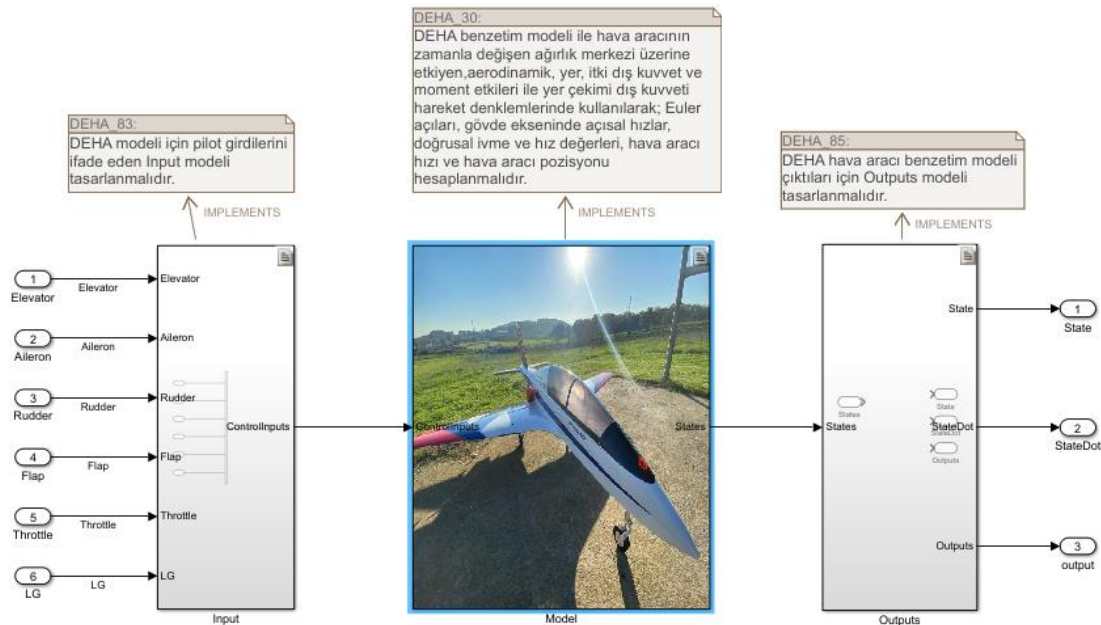 DEHA_30:
DEHA benzetim modeli ile hava aracının
zamanla değişen ağırlık merkezi üzerine
etkiyen,aerodinamik, yer, itki dış kuvvet ve
moment etkileri ile yer çekimi dış kuvveti
hareket denklemlerinde kullanılarak; Euler
açıları, gövde ekseninde açısal hızlar,
doğrusal ivme ve hız değerleri, hava aracı
hızı ve hava aracı pozisyonu
hesaplanmalıdır.
DEHA_83:
DEHA modeli için pilot girdilerini
ifade eden Input modeli
tasarlanmalıdır.
DEHA_85:
DEHA hava aracı benzetim modeli
çıktıları için Outputs modeli
tasarlanmalıdır.
IMPLEMENTS
IMPLEMENTS
IMPLEMENTS
1
Elevator
Elevator
Elevator
2
Aileron
Aileron
Aileron
3
Rudder
Rudder
Rudder
4
Flap
Flap
Flap
5
Throttle
Throttle
Throttle
6
LG
LG
LG
ControlInputs
Input
ControlInputs
States
Model
States
States
State
StateDot
Outputs
State
StateDot
Outputs
Outputs
1
State
2
StateDot
3
output